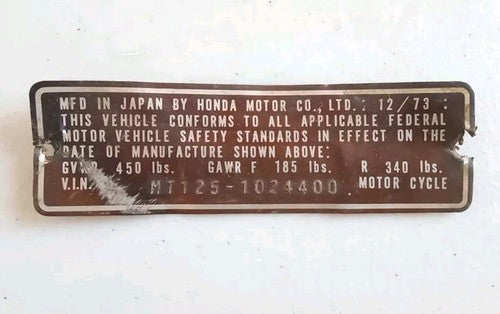 MFD IN JAPAN BY HONDA MOTOR CO., LTD.: 12/73 :
THIS VEHICLE CONFORMS TO ALL APPLICABLE FEDERAL
MOTOR VEHICLE SAFETY STANDARDS IN EFFECT ON THE
DATE OF MANUFACTURE SHOWN ABOVE:
GVWR 450 lbs. GAWR F 185 lbs. R 340 lbs.
V.I.N. MT125-1024400 MOTOR CYCLE